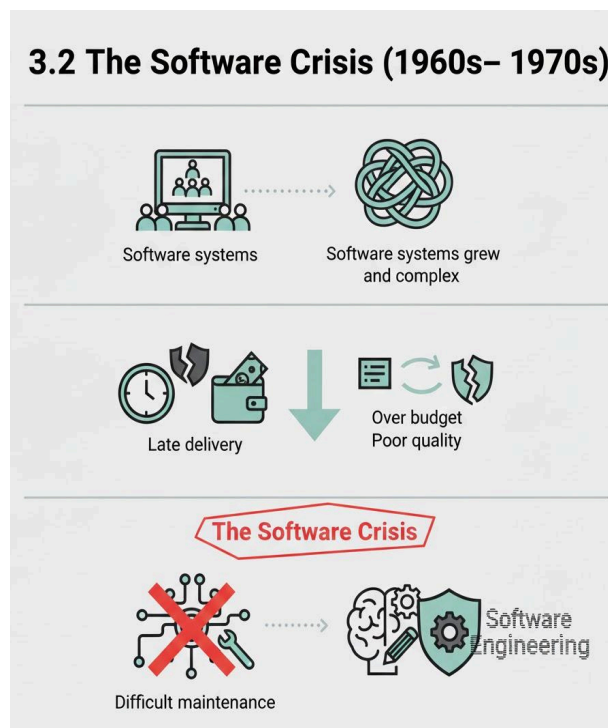 3.2 The Software Crisis (1960s– 1970s)
Software systems
Software systems grew
and complex
Late delivery
Over budget
Poor quality
The Software Crisis
Difficult maintenance
Software
Engineering